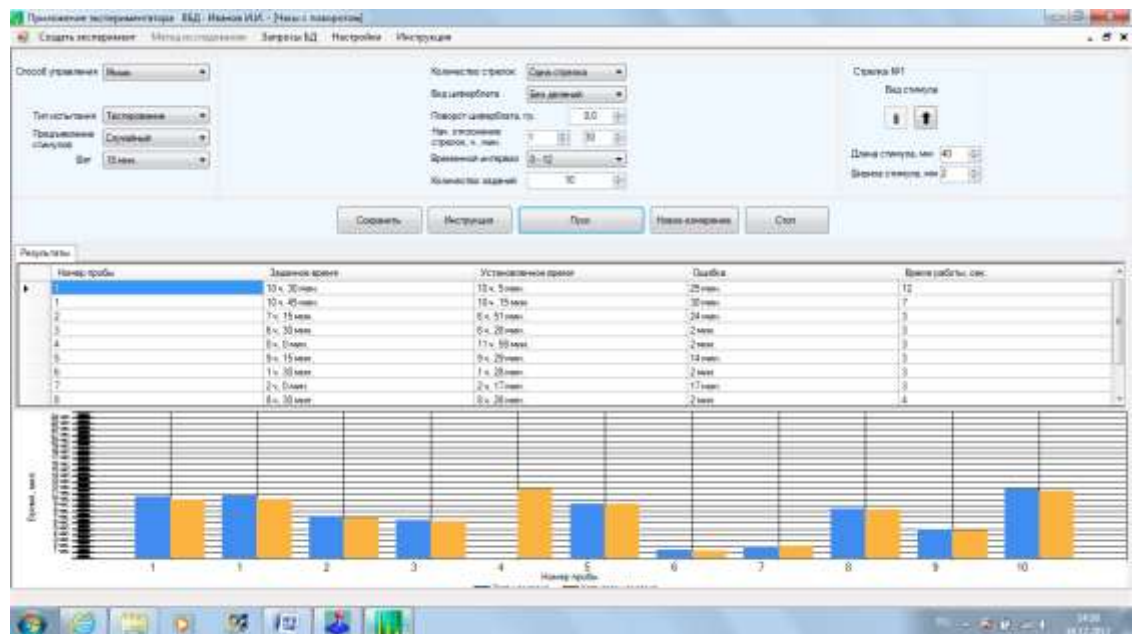 Приложение экспериментатора ВБД - Иванов И.И. - [Часы с поворотом]
Создать эксперимент Методы исследования Запросы БД Настройки Инструкция
Способ управления Мышь
Тип испытания Тестирование
Предъявление стимулов Случайный
Шаг 15 мин.
Количество стрелок Одна стрелка
Вид циферблата Без делений
Поворот циферблата, гр. 0,0
Нач. отклонение стрелок, ч. мин.
Временной интервал 0 - 12
Количество заданий 10
Стрелка №1
Вид стимула
Длина стимула, мм 40
Ширина стимула, мм 2
Сохранить Инструкция Пуск Новое измерение Стоп
Результаты
Номер пробы Заданное время Установленное время Ошибка Время работы, сек.
1 10 ч. 30 мин. 10 ч. 5 мин. 25 мин. 12
1 10 ч. 45 мин. 10 ч. 15 мин. 30 мин. 7
2 7 ч. 15 мин. 6 ч. 51 мин. 24 мин. 3
3 6 ч. 30 мин. 6 ч. 28 мин. 2 мин. 3
4 0 ч. 0 мин. 11 ч. 58 мин. 2 мин. 3
5 9 ч. 15 мин. 9 ч. 29 мин. 14 мин. 3
6 1 ч. 30 мин. 1 ч. 28 мин. 2 мин. 3
7 2 ч. 0 мин. 2 ч. 17 мин. 17 мин. 3
8 8 ч. 30 мин. 8 ч. 28 мин. 2 мин. 4
Время, мин
1 1 2 3 4 5 6 7 8 9 10
Номер пробы